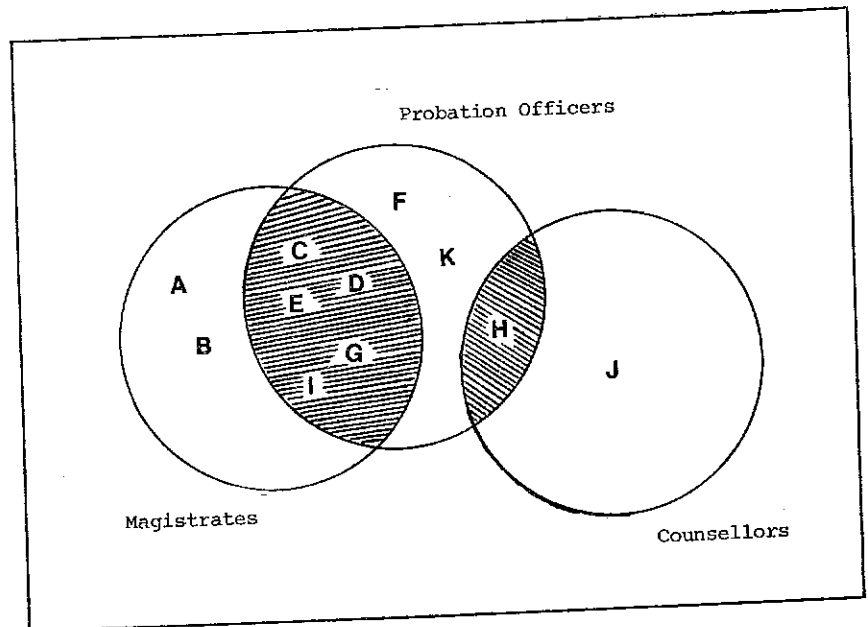 Probation Officers
F
C
K
A
D
E
H
B
G
J
I
Magistrates
Counsellors